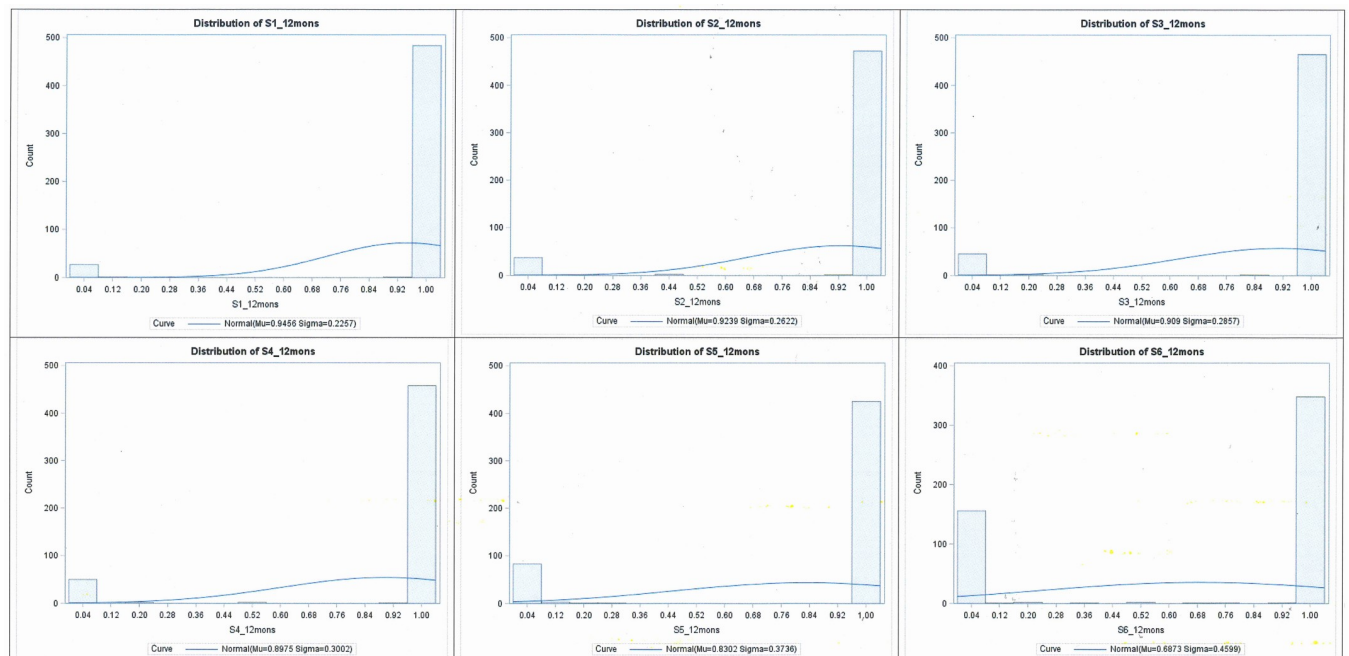 Distribution of S1_12mons
500
400
300
200
100
0
Count
0.04 0.12 0.20 0.28 0.36 0.44 0.52 0.60 0.68 0.76 0.84 0.92 1.00
S1_12mons
Curve Normal(Mu=0.9456 Sigma=0.2257)
Distribution of S2_12mons
500
400
300
200
100
0
Count
0.04 0.12 0.20 0.28 0.36 0.44 0.52 0.60 0.68 0.76 0.84 0.92 1.00
S2_12mons
Curve Normal(Mu=0.9239 Sigma=0.2622)
Distribution of S3_12mons
500
400
300
200
100
0
Count
0.04 0.12 0.20 0.28 0.36 0.44 0.52 0.60 0.68 0.76 0.84 0.92 1.00
S3_12mons
Curve Normal(Mu=0.909 Sigma=0.2857)
Distribution of S4_12mons
500
400
300
200
100
0
Count
0.04 0.12 0.20 0.28 0.36 0.44 0.52 0.60 0.68 0.76 0.84 0.92 1.00
S4_12mons
Curve Normal(Mu=0.8975 Sigma=0.3002)
Distribution of S5_12mons
500
400
300
200
100
0
Count
0.04 0.12 0.20 0.28 0.36 0.44 0.52 0.60 0.68 0.76 0.84 0.92 1.00
S5_12mons
Curve Normal(Mu=0.8302 Sigma=0.3736)
Distribution of S6_12mons
400
300
200
100
0
Count
0.04 0.12 0.20 0.28 0.36 0.44 0.52 0.60 0.68 0.76 0.84 0.92 1.00
S6_12mons
Curve Normal(Mu=0.6873 Sigma=0.4599)